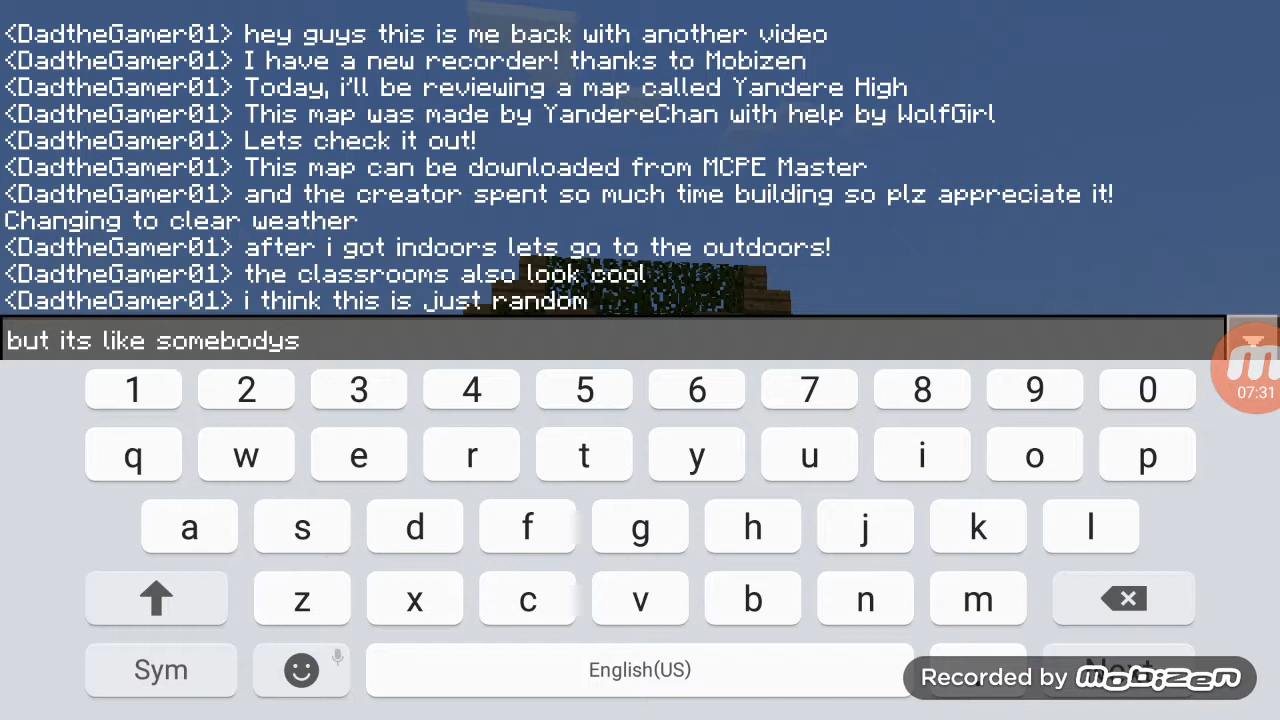 <DadtheGamer01> hey guys this is me back with another video
<DadtheGamer01> I have a new recorder! thanks to Mobizen
<DadtheGamer01> Today, i'll be reviewing a map called Yandere High
<DadtheGamer01> This map was made by YandereChan with help by WolfGirl
<DadtheGamer01> Lets check it out!
<DadtheGamer01> This map can be downloaded from MCPE Master
<DadtheGamer01> and the creator spent so much time building so plz appreciate it!
Changing to clear weather
<DadtheGamer01> after i got indoors lets go to the outdoors!
<DadtheGamer01> the classrooms also look cool
<DadtheGamer01> i think this is just random
but its like somebodys
07:31
1 2 3 4 5 6 7 8 9 0
q w e r t y u i o p
a s d f g h j k l
z x c v b n m
Sym English(US) Next
Recorded by mobizen